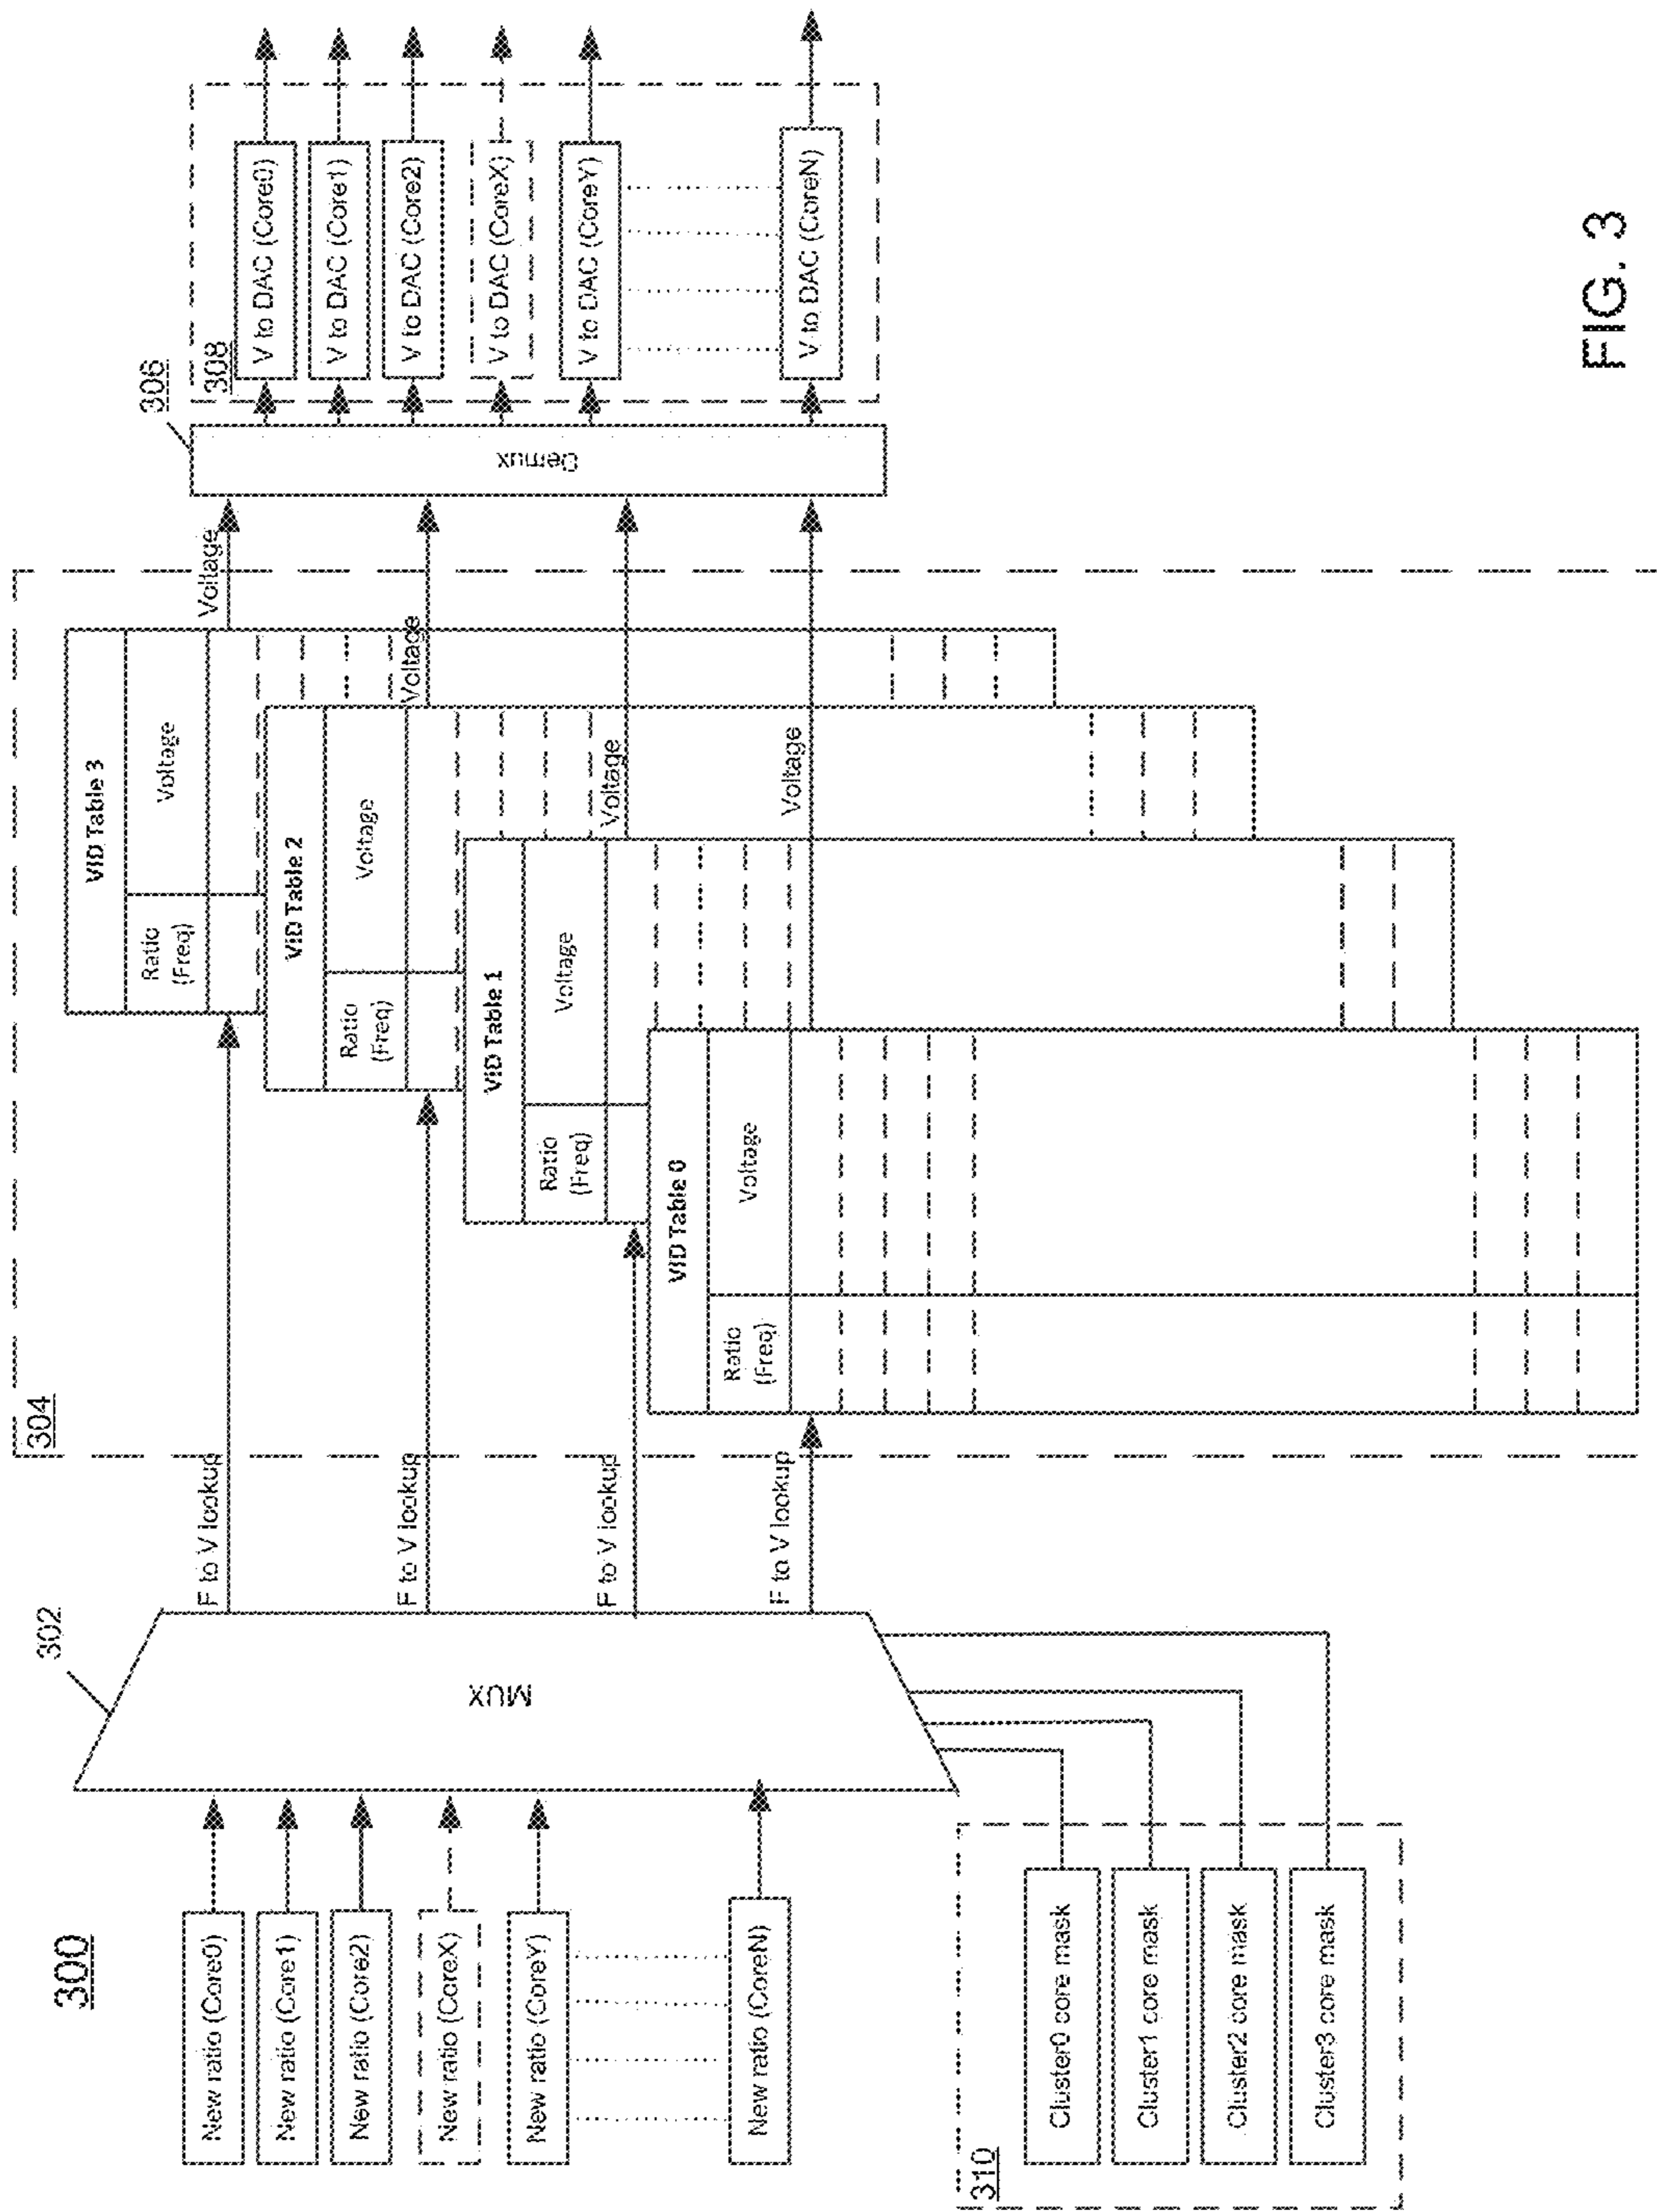 300
New ratio (Core0)
New ratio (Core1)
New ratio (Core2)
New ratio (CoreX)
New ratio (CoreY)
New ratio (CoreN)
310
Cluster0 core mask
Cluster1 core mask
Cluster2 core mask
Cluster3 core mask
302
MUX
F to V lookup
F to V lookup
F to V lookup
F to V lookup
304
VID Table 3
Ratio
(Freq)
Voltage
Voltage
VID Table 2
Ratio
(Freq)
Voltage
Voltage
VID Table 1
Ratio
(Freq)
Voltage
Voltage
VID Table 0
Ratio
(Freq)
Voltage
Voltage
306
Demux
308
V to DAC (Core0)
V to DAC (Core1)
V to DAC (Core2)
V to DAC (CoreX)
V to DAC (CoreY)
V to DAC (CoreN)
FIG. 3